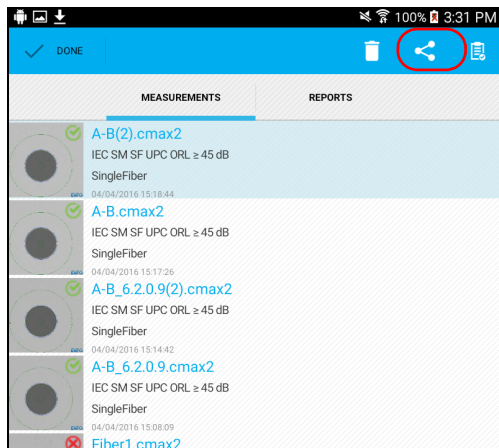 100% 3:31 PM
DONE
MEASUREMENTS REPORTS
A-B(2).cmax2
IEC SM SF UPC ORL ≥ 45 dB
SingleFiber
EXFO 04/04/2016 15:18:44
A-B.cmax2
IEC SM SF UPC ORL ≥ 45 dB
SingleFiber
EXFO 04/04/2016 15:17:26
A-B_6.2.0.9(2).cmax2
IEC SM SF UPC ORL ≥ 45 dB
SingleFiber
EXFO 04/04/2016 15:14:42
A-B_6.2.0.9.cmax2
IEC SM SF UPC ORL ≥ 45 dB
SingleFiber
EXFO 04/04/2016 15:08:09
Fiber1.cmax2